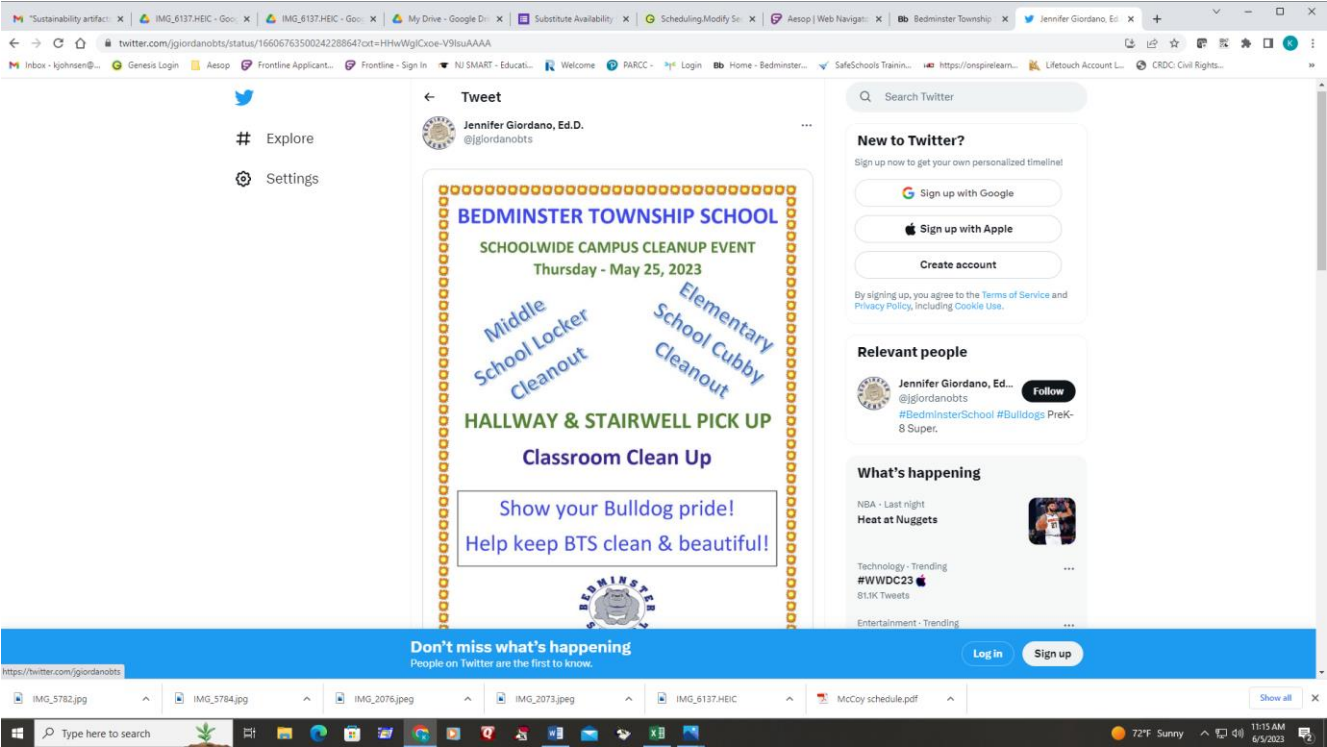 "Sustainability artifact:
IMG_6137.HEIC - Goo
IMG_6137.HEIC - Goo
My Drive - Google Dri
Substitute Availability
Scheduling.Modify Se
Aesop | Web Navigato
Bb Bedminster Township
Jennifer Giordano, Ed.
twitter.com/jgiordanobts/status/1660676350024228864?cxt=HHwWgICxoe-V9IsuAAAA
Inbox - kjohnsen@...
Genesis Login
Aesop
Frontline Applicant...
Frontline - Sign In
NJ SMART - Educati...
Welcome
PARCC -
Login
Bb Home - Bedminster...
SafeSchools Trainin...
https://onspirelearn...
Lifetouch Account L...
CRDC: Civil Rights...
Explore
Settings
Tweet
Jennifer Giordano, Ed.D.
@jgiordanobts
BEDMINSTER TOWNSHIP SCHOOL
SCHOOLWIDE CAMPUS CLEANUP EVENT
Thursday - May 25, 2023
Middle
School Locker
Cleanout
Elementary
School Cubby
Cleanout
HALLWAY & STAIRWELL PICK UP
Classroom Clean Up
Show your Bulldog pride!
Help keep BTS clean & beautiful!
BEDMINSTER
Search Twitter
New to Twitter?
Sign up now to get your own personalized timeline!
Sign up with Google
Sign up with Apple
Create account
By signing up, you agree to the Terms of Service and
Privacy Policy, including Cookie Use.
Relevant people
Jennifer Giordano, Ed...
@jgiordanobts
Follow
#BedminsterSchool #Bulldogs PreK-
8 Super.
What's happening
NBA · Last night
Heat at Nuggets
Technology · Trending
#WWDC23
81.1K Tweets
Entertainment · Trending
Don't miss what's happening
People on Twitter are the first to know.
Log in
Sign up
https://twitter.com/jgiordanobts
IMG_5782.jpg
IMG_5784.jpg
IMG_2076.jpeg
IMG_2073.jpeg
IMG_6137.HEIC
McCoy schedule.pdf
Show all
Type here to search
72°F Sunny
11:15 AM
6/5/2023